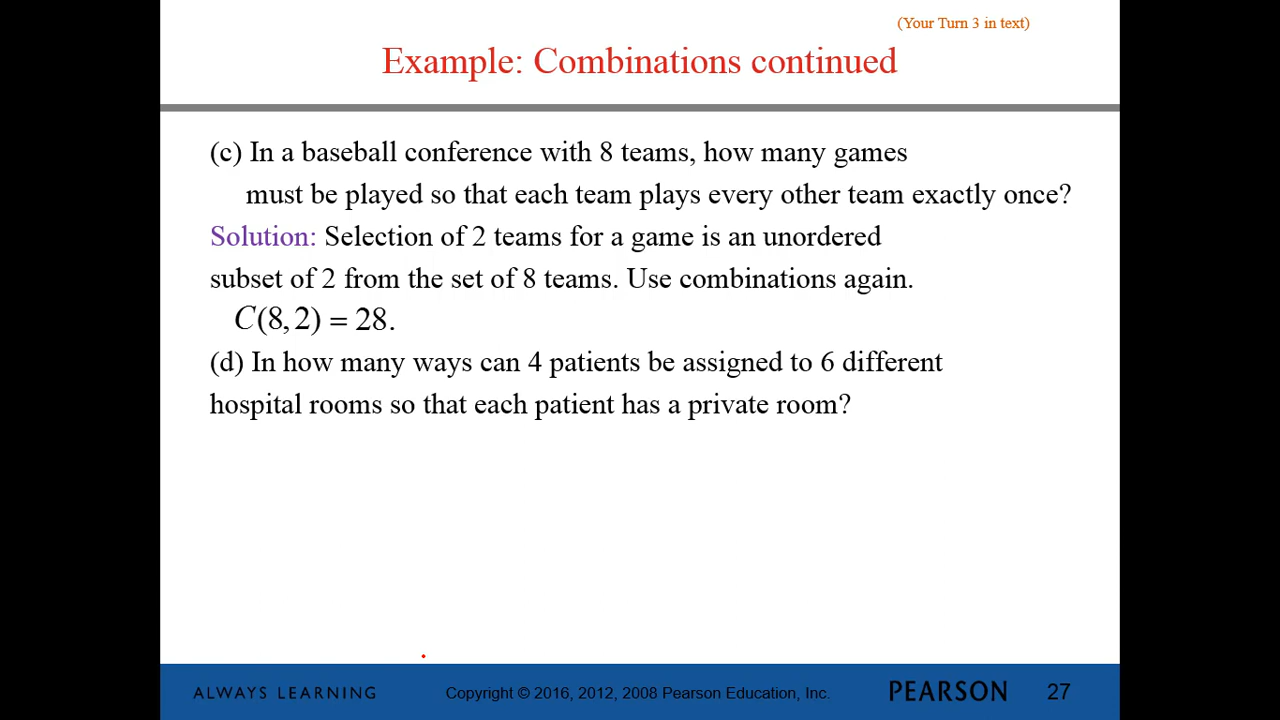 (Your Turn 3 in text)
Example: Combinations continued
(c) In a baseball conference with 8 teams, how many games
must be played so that each team plays every other team exactly once?
Solution: Selection of 2 teams for a game is an unordered
subset of 2 from the set of 8 teams. Use combinations again.
C(8, 2) = 28.
(d) In how many ways can 4 patients be assigned to 6 different
hospital rooms so that each patient has a private room?
ALWAYS LEARNING
Copyright © 2016, 2012, 2008 Pearson Education, Inc.
PEARSON
27